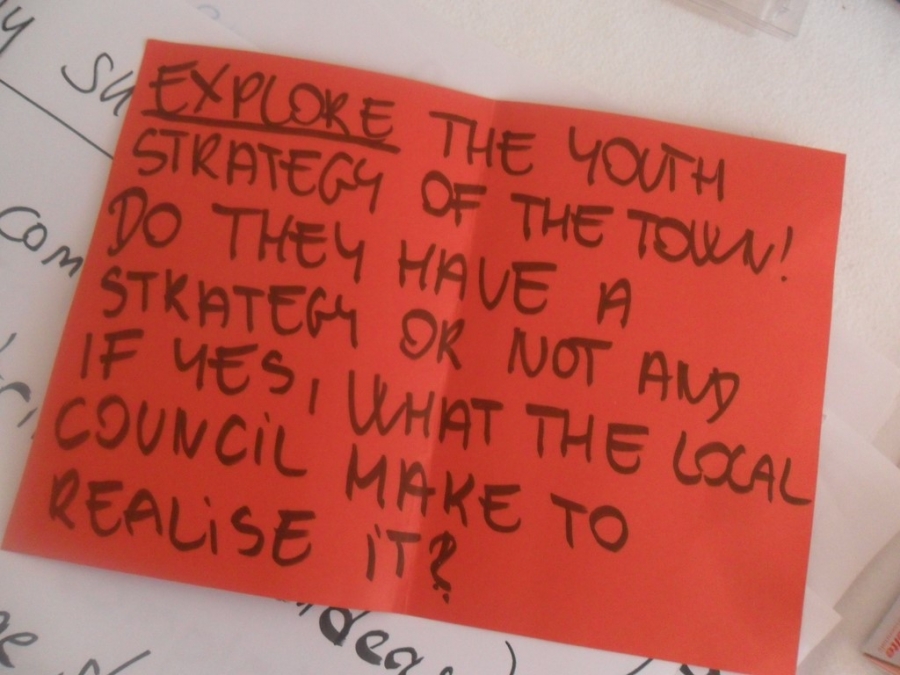 EXPLORE THE YOUTH
STRATEGY OF THE TOWN!
DO THEY HAVE A
STRATEGY OR NOT AND
IF YES, WHAT THE LOCAL
COUNCiL MAKE TO
REALiSE iT?